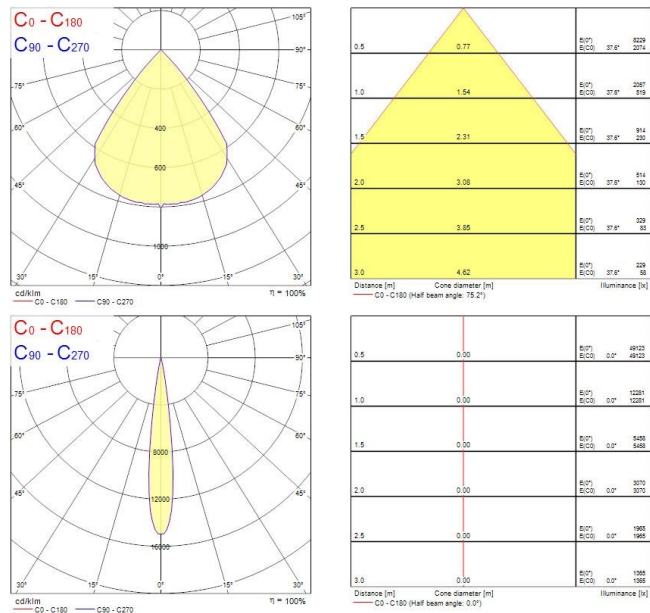 C0 - C180
C90 - C270
105°
90°
75°
60°
45°
30°
15°
0°
15°
30°
105°
90°
75°
60°
45°
400
600
1000
cd/klm
η = 100%
C0 - C180
C90 - C270
0.5
0.77
E(0°) 8229
E(C0) 37.6° 2074
1.0
1.54
E(0°) 2057
E(C0) 37.6° 519
1.5
2.31
E(0°) 914
E(C0) 37.6° 230
2.0
3.08
E(0°) 514
E(C0) 37.6° 130
2.5
3.85
E(0°) 329
E(C0) 37.6° 83
3.0
4.62
E(0°) 229
E(C0) 37.6° 58
Distance [m]
Cone diameter [m]
Illuminance [lx]
C0 - C180 (Half beam angle: 75.2°)
C0 - C180
C90 - C270
105°
90°
75°
60°
45°
30°
15°
0°
15°
30°
105°
90°
75°
60°
45°
8000
12000
16000
cd/klm
η = 100%
C0 - C180
C90 - C270
0.5
0.00
E(0°) 49123
E(C0) 0.0° 49123
1.0
0.00
E(0°) 12281
E(C0) 0.0° 12281
1.5
0.00
E(0°) 5458
E(C0) 0.0° 5458
2.0
0.00
E(0°) 3070
E(C0) 0.0° 3070
2.5
0.00
E(0°) 1965
E(C0) 0.0° 1965
3.0
0.00
E(0°) 1365
E(C0) 0.0° 1365
Distance [m]
Cone diameter [m]
Illuminance [lx]
C0 - C180 (Half beam angle: 0.0°)